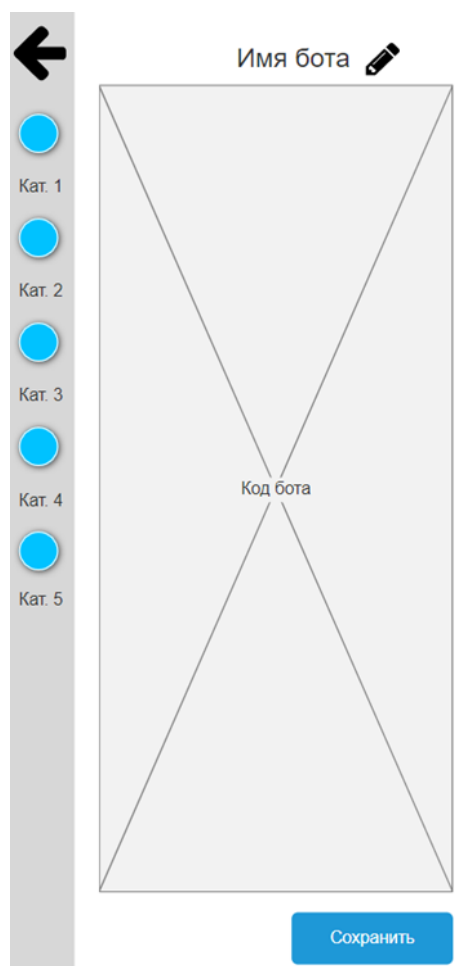 Имя бота
Кат. 1
Кат. 2
Кат. 3
Кат. 4
Кат. 5
Код бота
Сохранить